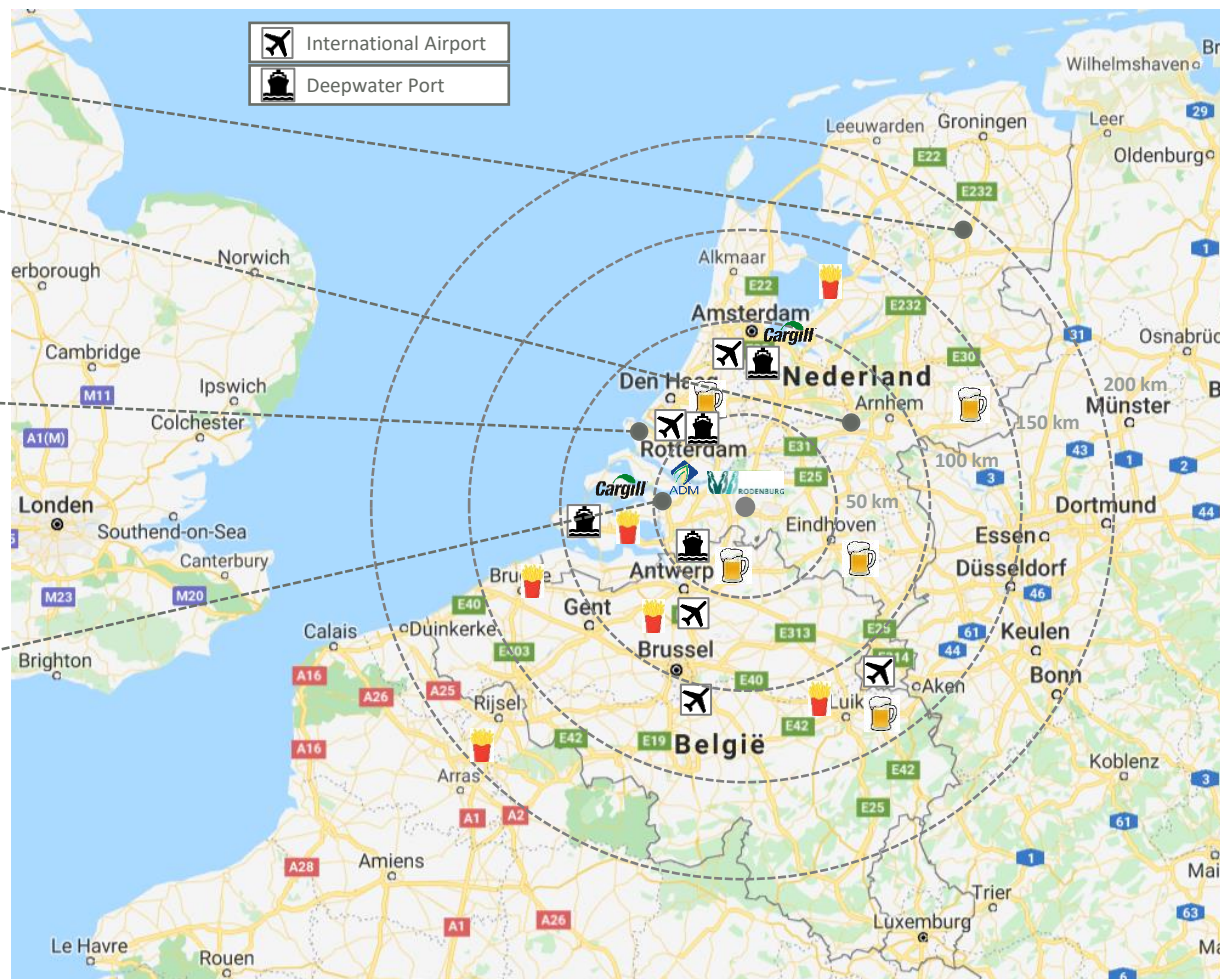 International Airport
Deepwater Port
Br
Wilhelmshaven
29
Leeuwarden
Groningen
Leer
E22
Oldenburg
E232
Norwich
Alkmaar
1
erborough
E22
E232
Amsterdam
Cargill
31
Osnabrüc
Cambridge
E30
Ipswich
Den Haag
Nederland
200 km
M11
Arnhem
Münster
B
Colchester
150 km
A1(M)
Rotterdam
E31
43
1
2
100 km
ADM
Cargill
RODENBURG
E25
3
Londen
50 km
Dortmund
44
Southend-on-Sea
Eindhoven
Essen
Canterbury
Antwerp
Düsseldorf
M23
M20
Brugge
46
E40
Gent
Calais
Duinkerke
E313
E25
61
Keulen
E403
Brussel
E314
44
Brighton
A16
E40
Aken
Bonn
A26
A25
Rijsel
Luik
E42
A16
E42
E19
België
Koblenz
Arras
E42
3
A1
A2
E25
61
Amiens
A28
1
Mai
Trier
A1
A26
63
Luxemburg
Le Havre
Rouen
6
Ma